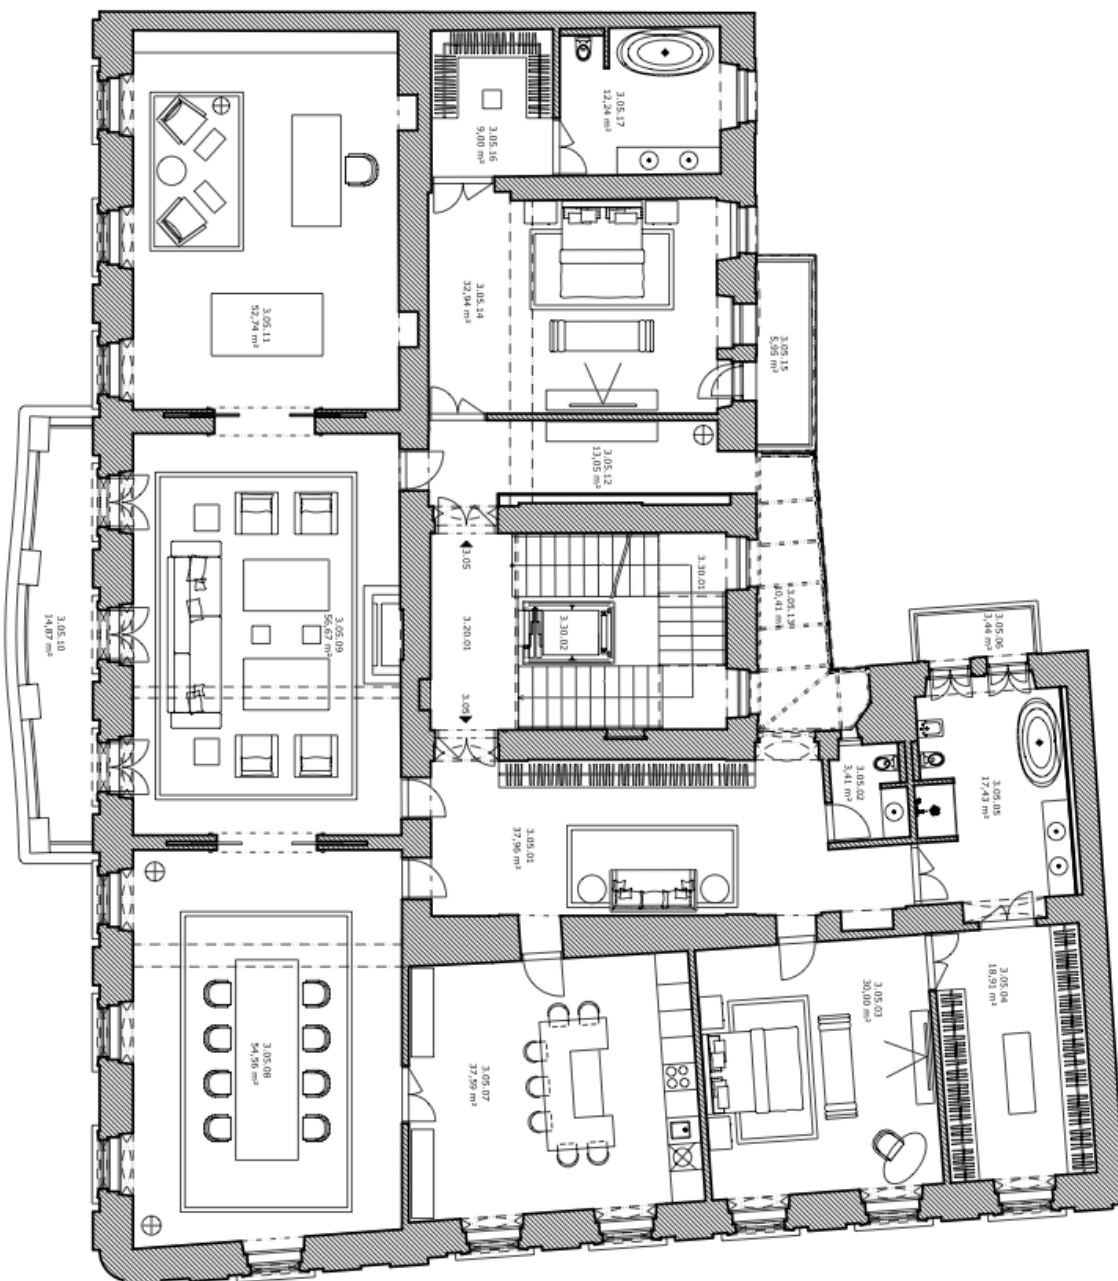 3.05.17
12,24 m²
3.05.16
9,00 m²
3.05.14
32,94 m²
3.05.11
52,74 m²
3.05.15
5,95 m²
3.05.12
13,05 m²
3.05
3.30.01
3.20.01
3.30.02
3.05
3.05.10
14,87 m²
3.05.09
56,67 m²
3.05.13
10,41 m²
3.05.06
3,44 m²
3.05.02
3,41 m²
3.05.05
17,43 m²
3.05.01
37,96 m²
3.05.04
18,91 m²
3.05.03
30,00 m²
3.05.08
54,56 m²
3.05.07
37,59 m²